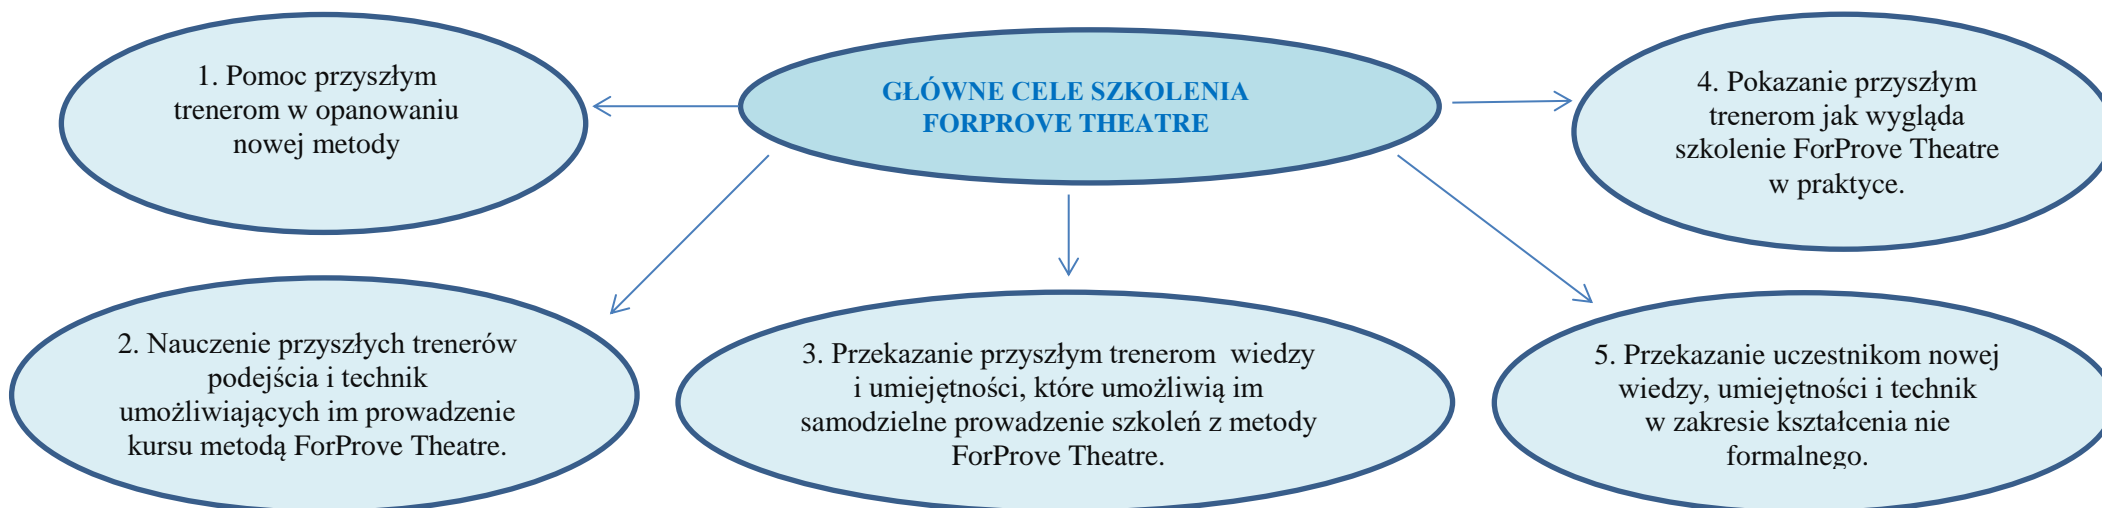 GŁÓWNE CELE SZKOLENIA
FORPROVE THEATRE
1. Pomoc przyszłym
trenerom w opanowaniu
nowej metody
2. Nauczenie przyszłych trenerów
podejścia i technik
umożliwiających im prowadzenie
kursu metodą ForProve Theatre.
3. Przekazanie przyszłym trenerom wiedzy
i umiejętności, które umożliwią im
samodzielne prowadzenie szkoleń z metody
ForProve Theatre.
4. Pokazanie przyszłym
trenerom jak wygląda
szkolenie ForProve Theatre
w praktyce.
5. Przekazanie uczestnikom nowej
wiedzy, umiejętności i technik
w zakresie kształcenia nie
formalnego.